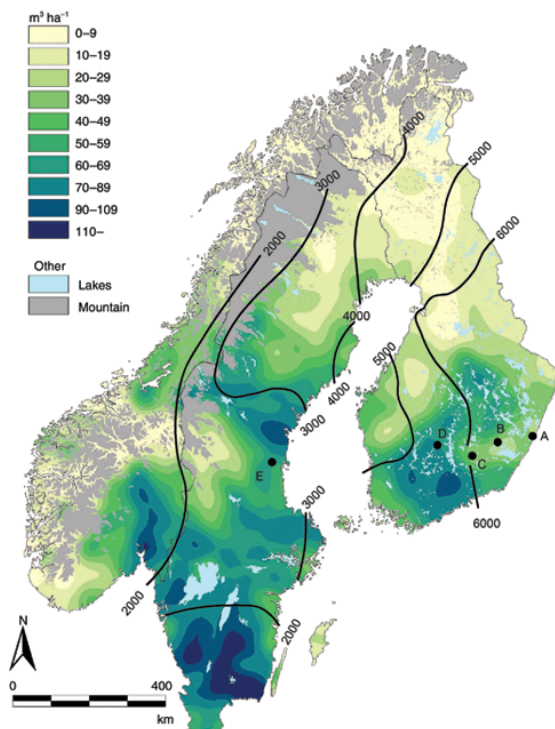 m³ ha⁻¹
0–9
10–19
20–29
30–39
40–49
50–59
60–69
70–89
90–109
110-
Other
Lakes
Mountain
4000
5000
3000
6000
2000
4000
5000
4000
3000
D
B
A
C
E
3000
6000
2000
2000
N
0
400
km